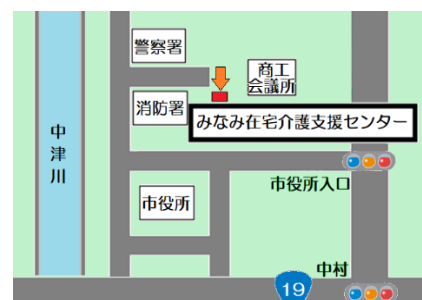 警察署
商工
会議所
消防署
みなみ在宅介護支援センター
中
津
川
市役所入口
市役所
中村
19